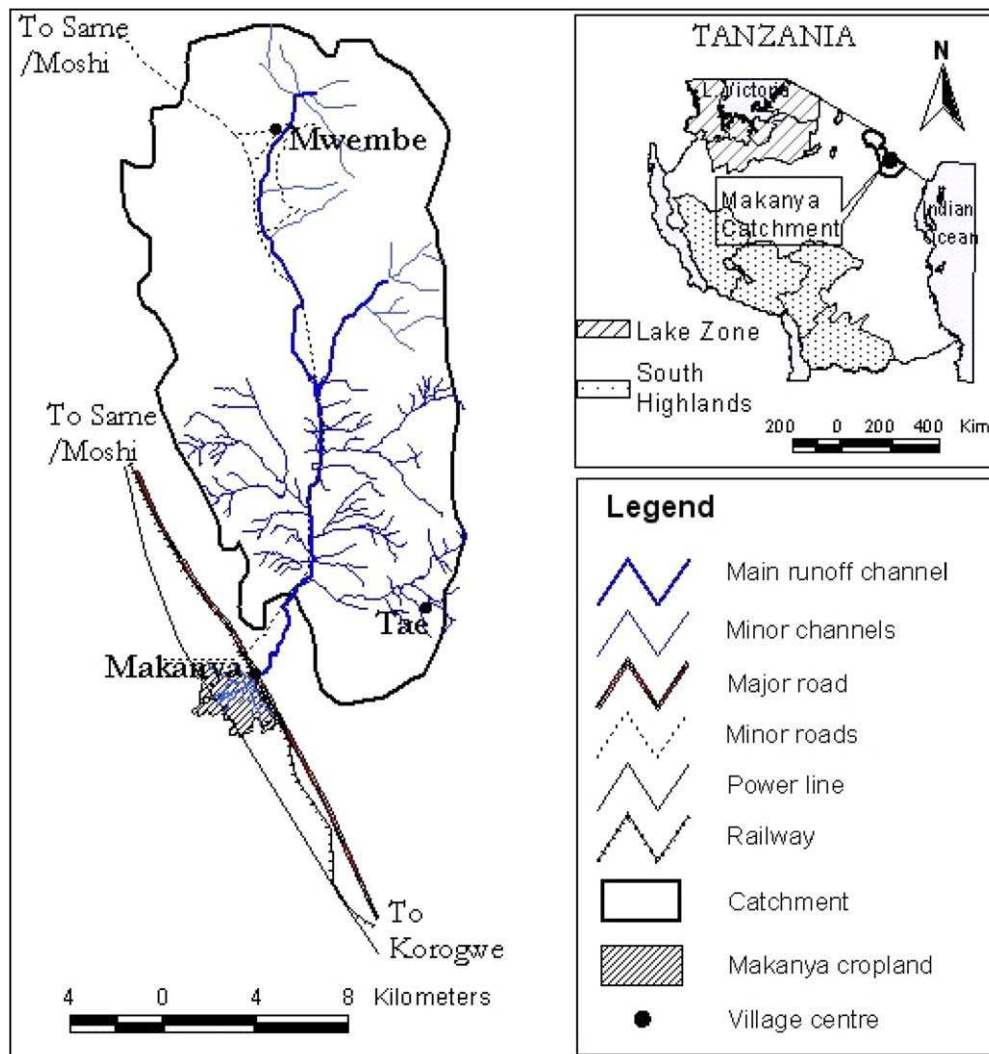 To Same
/Moshi
Mwembe
To Same
/Moshi
Tae
Makanya
To
Korogwe
4 0 4 8 Kilometers
TANZANIA
N
L. Victoria
Makanya
Catchment
Indian
Ocean
Lake Zone
South
Highlands
200 0 200 400 Kim
Legend
Main runoff channel
Minor channels
Major road
Minor roads
Power line
Railway
Catchment
Makanya cropland
Village centre